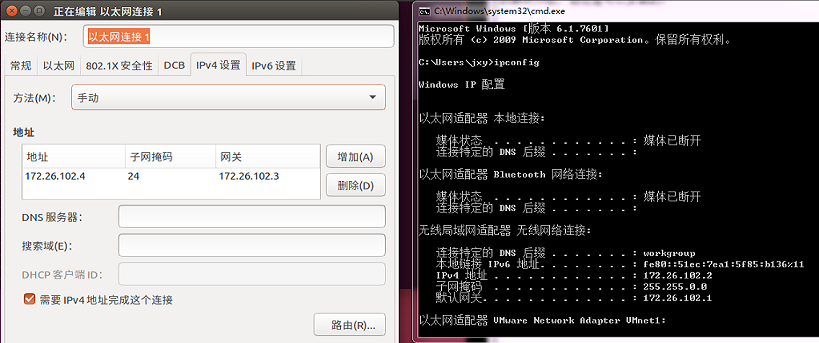 正在编辑 以太网连接 1
连接名称(N)： 以太网连接 1
常规 以太网 802.1X 安全性 DCB IPv4 设置 IPv6 设置
方法(M)： 手动
地址
地址 子网掩码 网关
172.26.102.4 24 172.26.102.3
增加(A)
删除(D)
DNS 服务器：
搜索域(E)：
DHCP 客户端 ID：
需要 IPv4 地址完成这个连接
路由(R)...
C:\Windows\system32\cmd.exe
Microsoft Windows [版本 6.1.7601]
版权所有 (c) 2009 Microsoft Corporation。保留所有权利。
C:\Users\jxy>ipconfig
Windows IP 配置
以太网适配器 本地连接:
媒体状态 . . . . . . . . . . . . : 媒体已断开
连接特定的 DNS 后缀 . . . . . . . :
以太网适配器 Bluetooth 网络连接:
媒体状态 . . . . . . . . . . . . : 媒体已断开
连接特定的 DNS 后缀 . . . . . . . :
无线局域网适配器 无线网络连接:
连接特定的 DNS 后缀 . . . . . . . : workgroup
本地链接 IPv6 地址. . . . . . . . : fe80::51ec:7ea1:5f85:b136%11
IPv4 地址 . . . . . . . . . . . . : 172.26.102.2
子网掩码 . . . . . . . . . . . . : 255.255.0.0
默认网关. . . . . . . . . . . . . : 172.26.102.1
以太网适配器 VMware Network Adapter VMnet1: